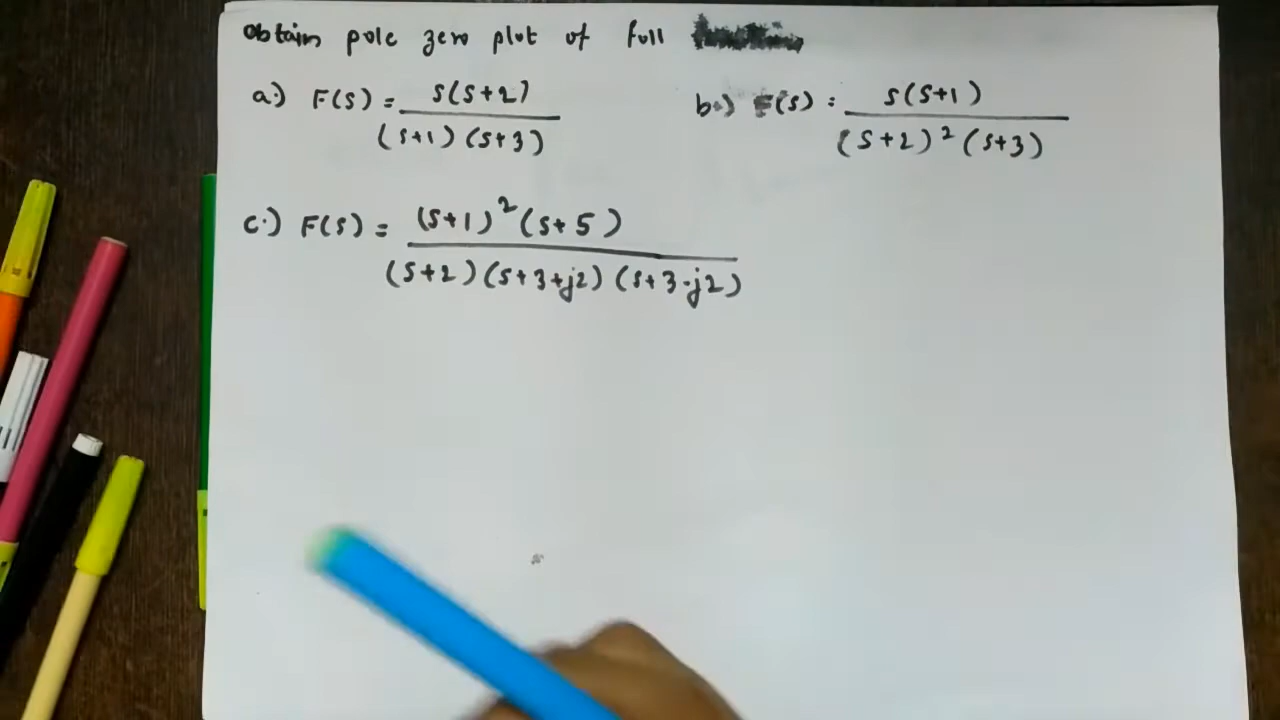 Obtain pole zero plot of full
a.) F(s) = s(s+2) / (s+1) (s+3)
b.) F(s) : s(s+1) / (s+2)² (s+3)
c.) F(s) = (s+1)² (s+5) / (s+2) (s+3+j2) (s+3-j2)